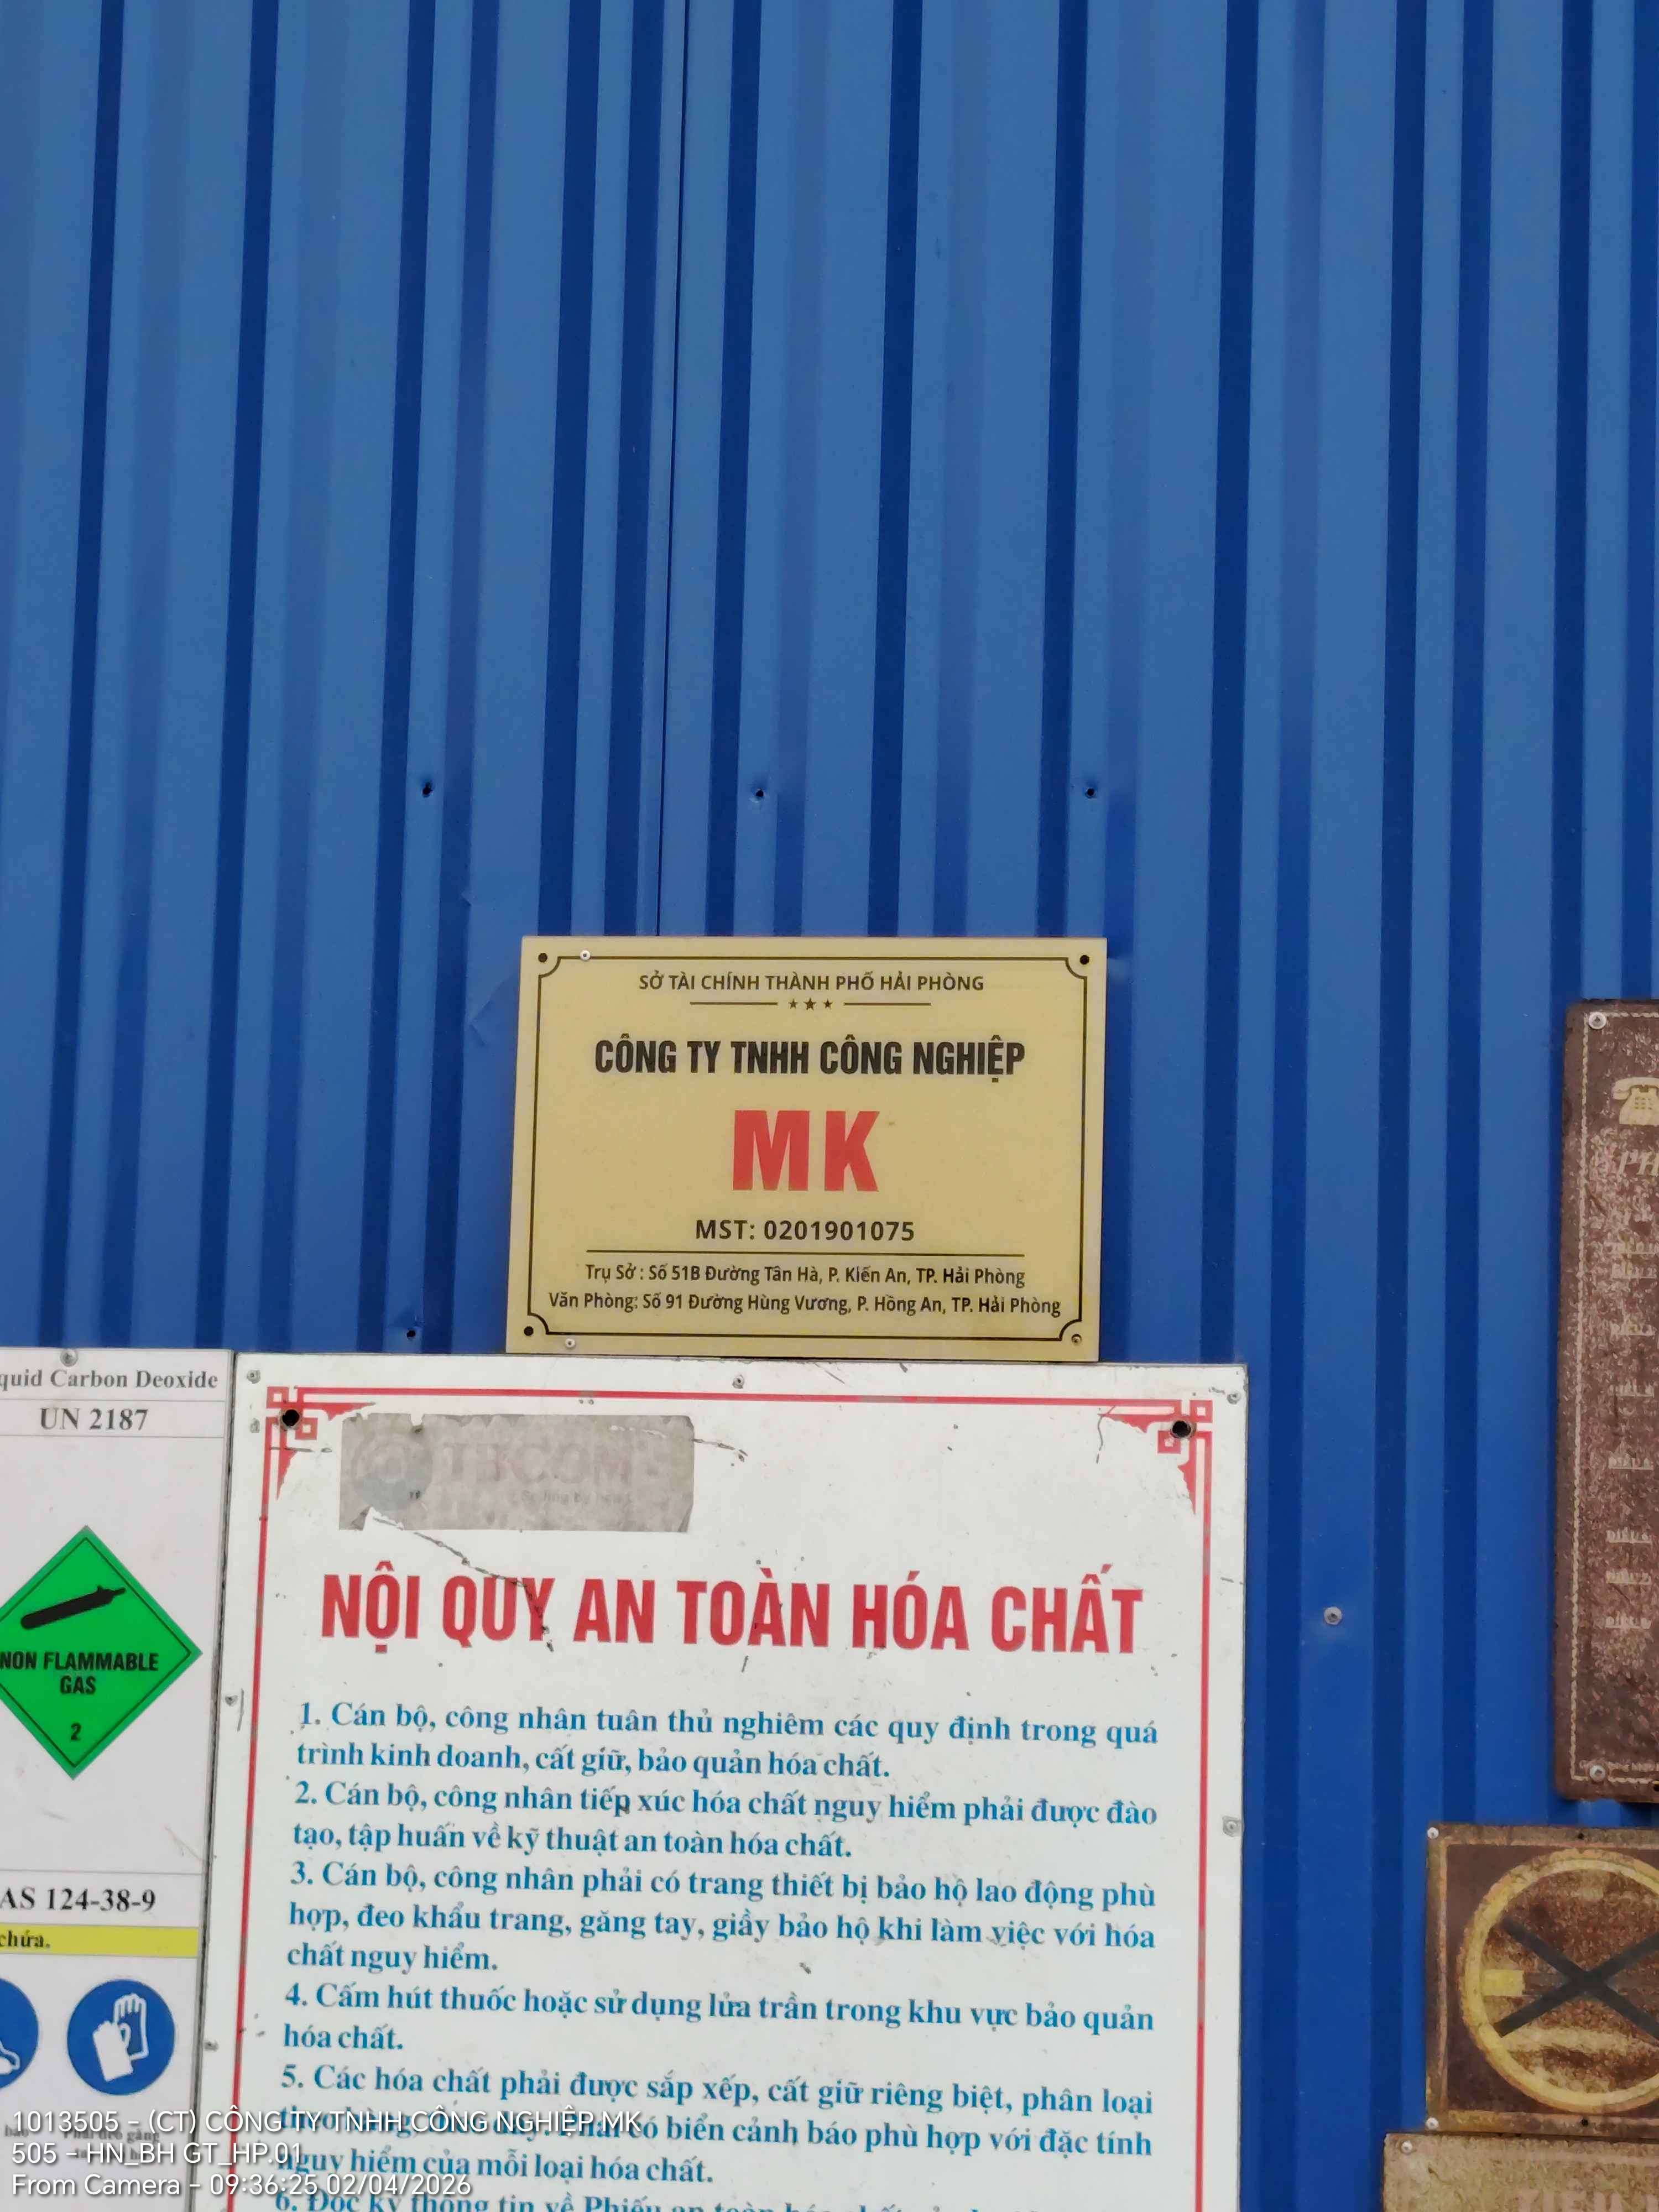 SỞ TÀI CHÍNH THÀNH PHỐ HẢI PHÒNG
CÔNG TY TNHH CÔNG NGHIỆP
MK
MST: 0201901075
Trụ Sở : Số 51B Đường Tân Hà, P. Kiến An, TP. Hải Phòng
Văn Phòng: Số 91 Đường Hùng Vương, P. Hồng An, TP. Hải Phòng
quid Carbon Deoxide
UN 2187
NON FLAMMABLE
GAS
2
AS 124-38-9
chứa.
NỘI QUY AN TOÀN HÓA CHẤT
1. Cán bộ, công nhân tuân thủ nghiêm các quy định trong quá
trình kinh doanh, cất giữ, bảo quản hóa chất.
2. Cán bộ, công nhân tiếp xúc hóa chất nguy hiểm phải được đào
tạo, tập huấn về kỹ thuật an toàn hóa chất.
3. Cán bộ, công nhân phải có trang thiết bị bảo hộ lao động phù
hợp, đeo khẩu trang, găng tay, giầy bảo hộ khi làm việc với hóa
chất nguy hiểm.
4. Cấm hút thuốc hoặc sử dụng lửa trần trong khu vực bảo quản
hóa chất.
5. Các hóa chất phải được sắp xếp, cất giữ riêng biệt, phân loại
có biển cảnh báo phù hợp với đặc tính
nguy hiểm của mỗi loại hóa chất.
6. Đọc kỹ thông tin về Phiếu an toàn
PH
1013505 - (CT) CÔNG TY TNHH CÔNG NGHIỆP MK
505 - HN_BH GT_HP.01
From Camera - 09:36:25 02/04/2026